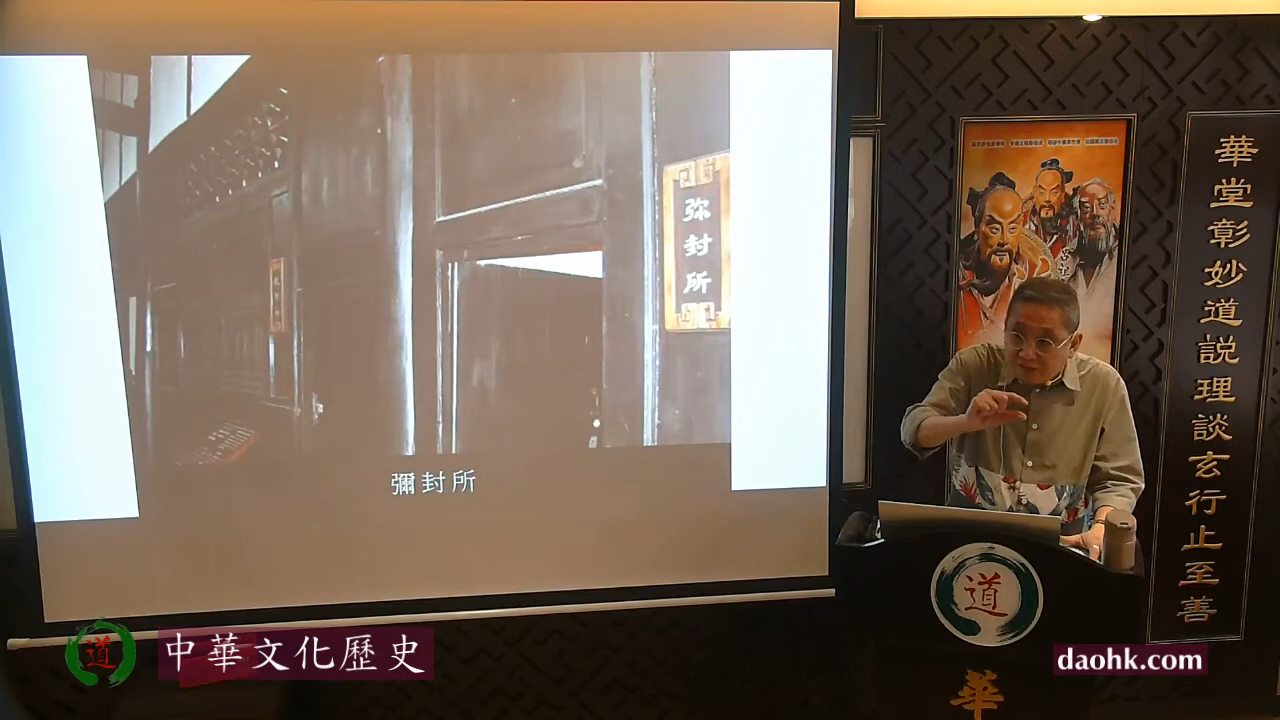 弥封所
彌封所
華堂彰妙道説理談玄行止至善
道
華
道
中華文化歷史
daohk.com